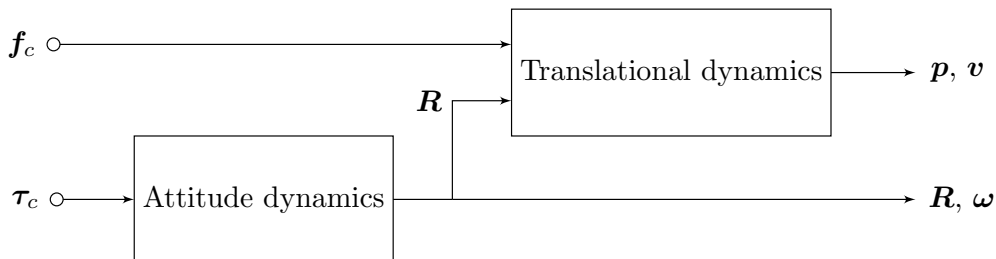 f_c
Translational dynamics
p, v
R
τ_c
Attitude dynamics
R, ω